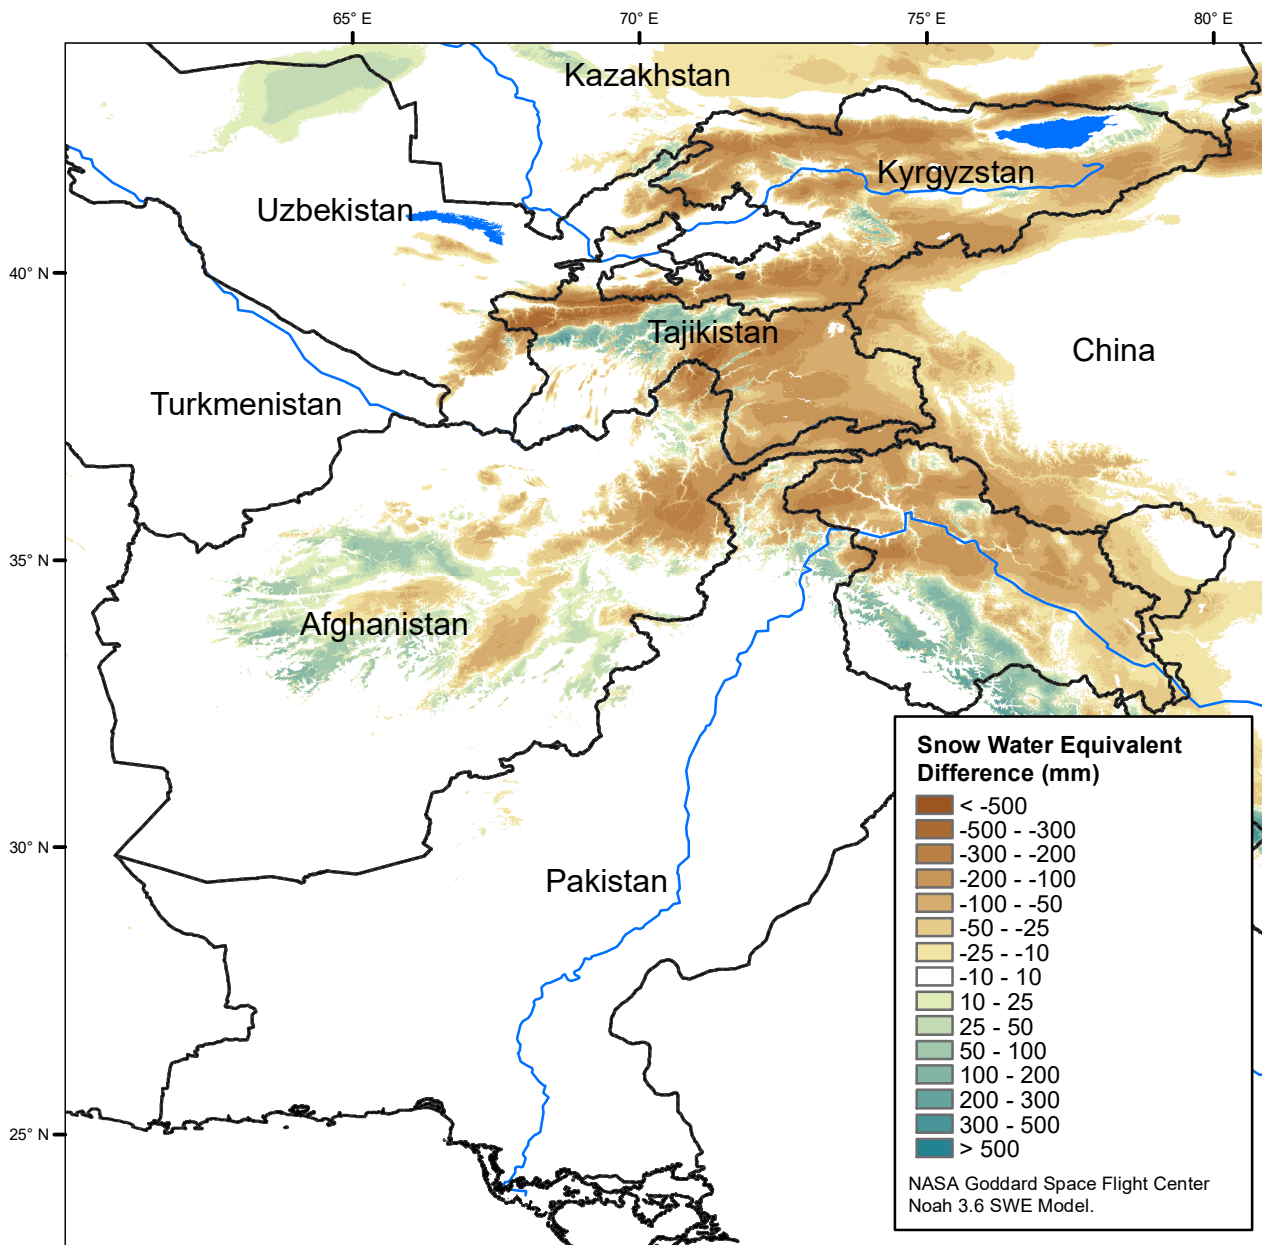 65° E
70° E
75° E
80° E
Kazakhstan
Kyrgyzstan
Uzbekistan
40° N
Tajikistan
China
Turkmenistan
35° N
Afghanistan
30° N
Pakistan
25° N
Snow Water Equivalent
Difference (mm)
< -500
-500 - -300
-300 - -200
-200 - -100
-100 - -50
-50 - -25
-25 - -10
-10 - 10
10 - 25
25 - 50
50 - 100
100 - 200
200 - 300
300 - 500
> 500
NASA Goddard Space Flight Center
Noah 3.6 SWE Model.